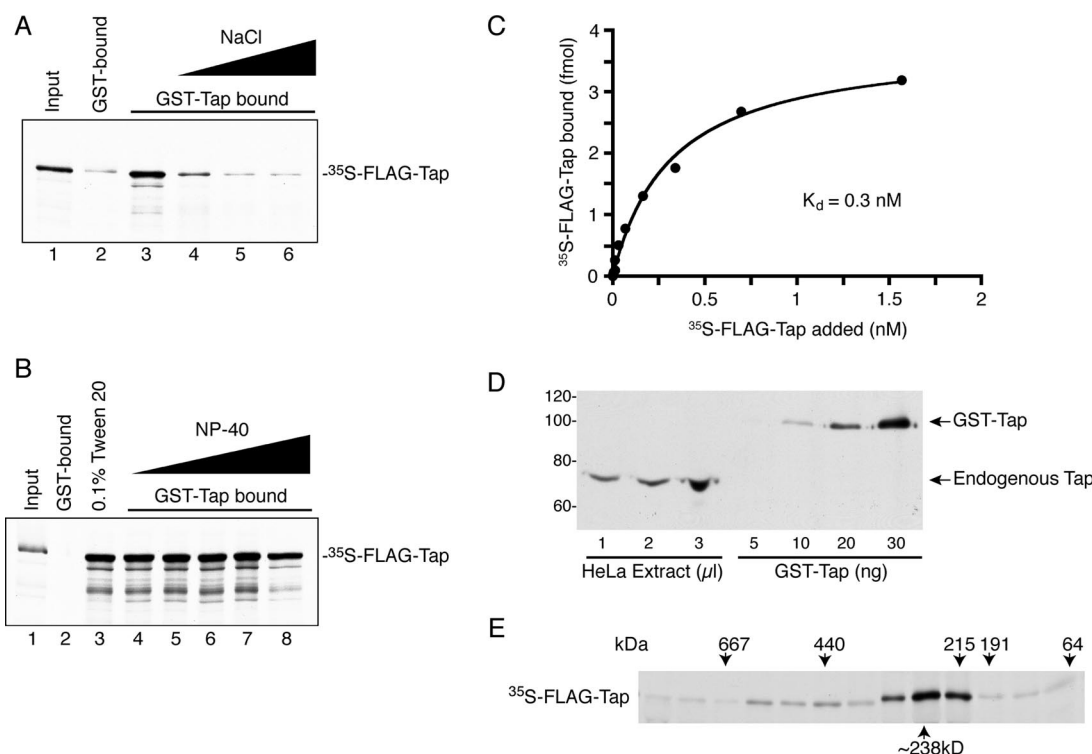 A
NaCl
Input
GST-bound
GST-Tap bound
-³⁵S-FLAG-Tap
1 2 3 4 5 6
B
Input
GST-bound
0.1% Tween 20
NP-40
GST-Tap bound
-³⁵S-FLAG-Tap
1 2 3 4 5 6 7 8
C
³⁵S-FLAG-Tap bound (fmol)
4
3
2
1
0
K_d = 0.3 nM
0 0.5 1 1.5 2
³⁵S-FLAG-Tap added (nM)
D
120-
100-
80-
60-
GST-Tap
Endogenous Tap
1 2 3 5 10 20 30
HeLa Extract (µl) GST-Tap (ng)
E
kDa 667 440 215 191 64
³⁵S-FLAG-Tap
~238kD